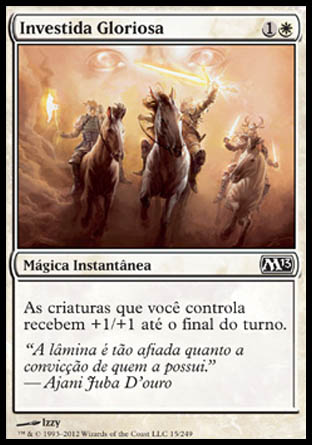 Investida Gloriosa 1
Mágica Instantânea M13
As criaturas que você controla
recebem +1/+1 até o final do turno.
“A lâmina é tão afiada quanto a
convicção de quem a possui.”
— Ajani Juba D'ouro
Izzy
™ & © 1993–2012 Wizards of the Coast LLC 15/249